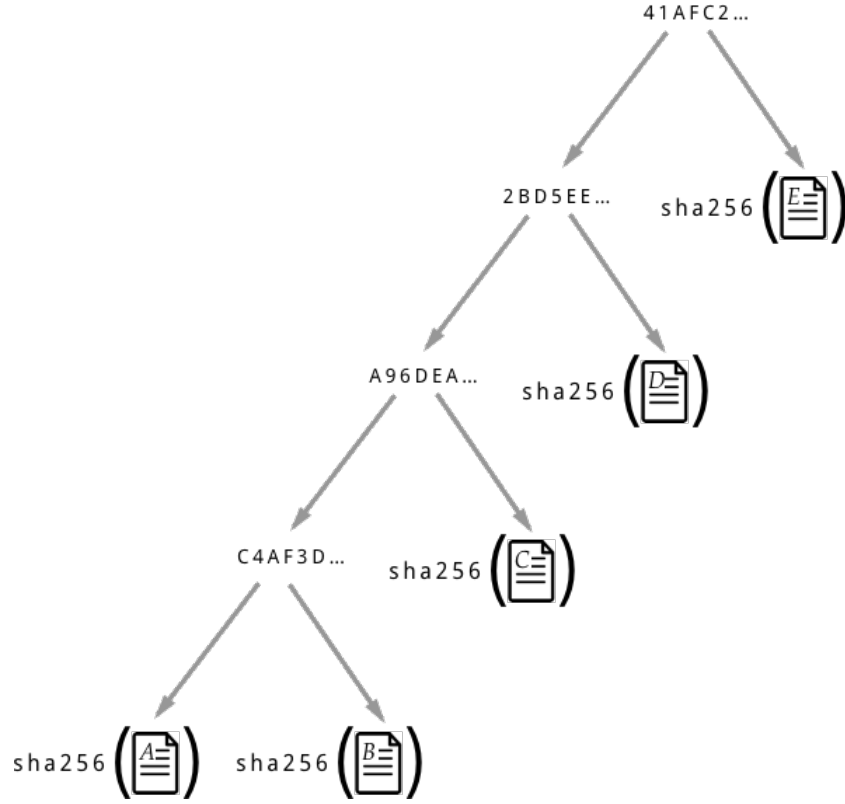 41AFC2…
2BD5EE…
sha256 ( E )
A96DEA…
sha256 ( D )
C4AF3D…
sha256 ( C )
sha256 ( A )
sha256 ( B )